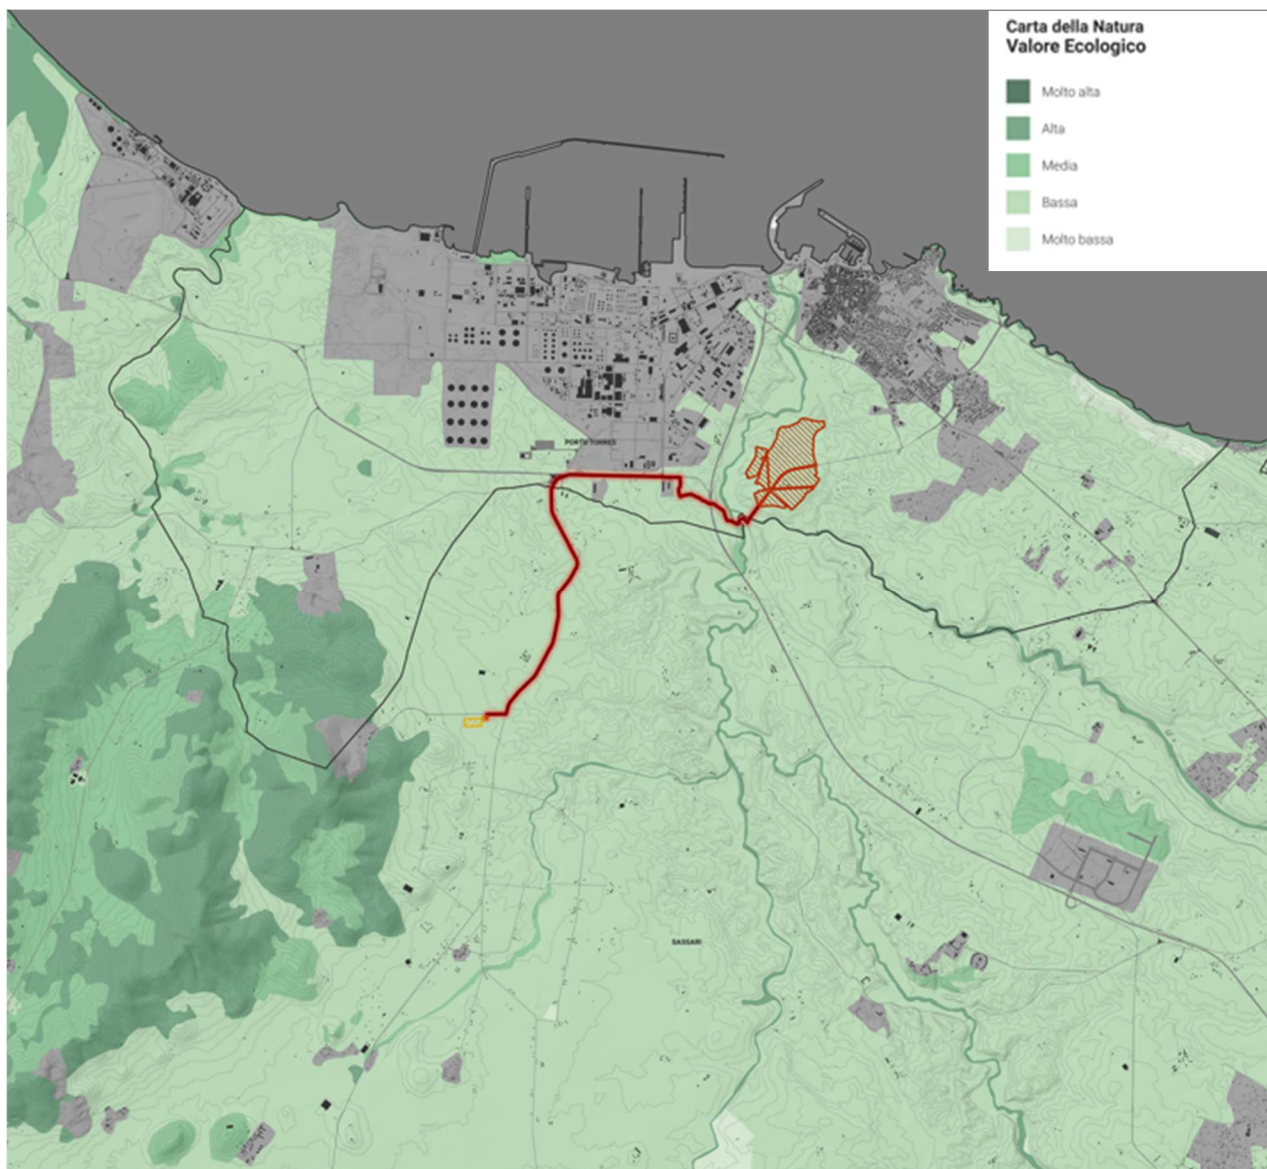 Carta della Natura
Valore Ecologico
Molto alta
Alta
Media
Bassa
Molto bassa
PORTO TORRES
SASSARI